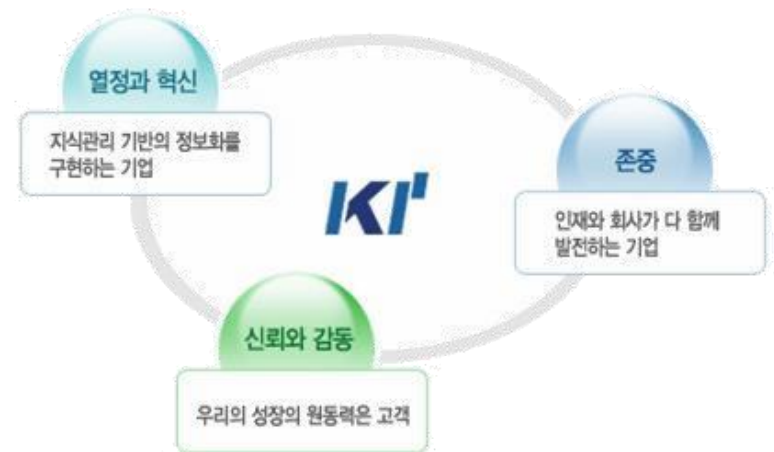 열정과 혁신
지식관리 기반의 정보화를
구현하는 기업
존중
인재와 회사가 다 함께
발전하는 기업
KI
신뢰와 감동
우리의 성장의 원동력은 고객